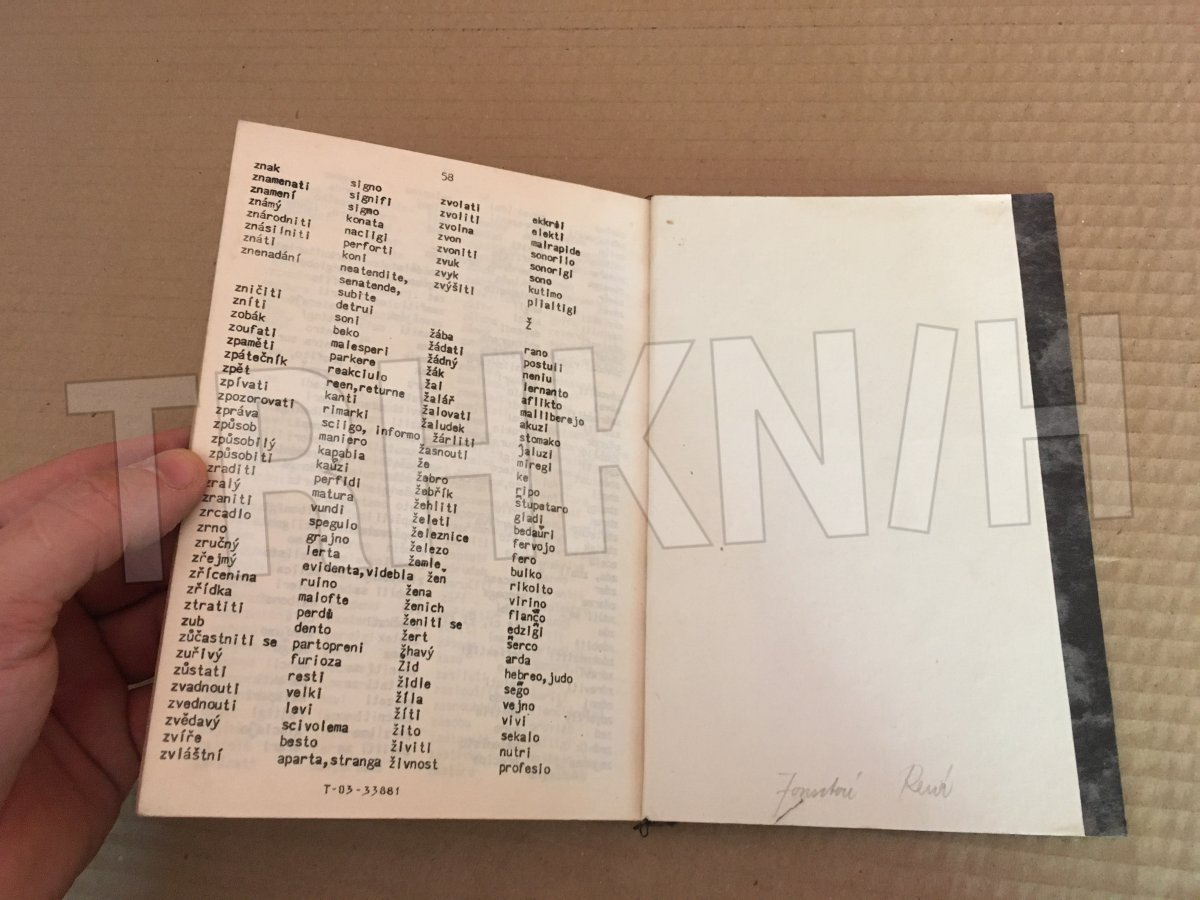 58
znak signo
znamenati signifi
znamení signo
známý konata
znárodniti naciigi
znásilniti perforti
znáti koni
znenadání neatendite,
senatende,
subite
zničiti detrui
zníti soni
zobák beko
zoufati malesperi
zpaměti parkere
zpátečník reakciulo
zpět reen,returne
zpívati kanti
zpozorovati rimarki
zpráva sciigo, informo
způsob maniero
způsobilý kapabla
způsobiti kaŭzi
zraditi perfidi
zralý matura
zraniti vundi
zrcadlo spegulo
zrno grajno
zručný lerta
zřejmý evidenta,videbla
zřícenina ruino
zřídka malofte
ztratiti perdi
zub dento
zůčastniti se partopreni
zuřivý furioza
zůstati resti
zvadnouti velki
zvednouti levi
zvědavý scivolema
zvíře besto
zvláštní aparta,stranga
zvolati ekkrii
zvoliti elekti
zvolna malrapide
zvon sonorilo
zvoniti sonorigi
zvuk sono
zvyk kutimo
zvýšiti plialtigi
Ž
žába rano
žádati postuli
žádný neniu
žák lernanto
žal aflikto
žalář malliberejo
žalovati akuzi
žaludek stomako
žárliti ĵaluzi
žasnouti miregi
že ke
žebro ripo
žebřík ŝtupetaro
žehliti gladi
želeti bedaŭri
železnice fervojo
železo fero
žemle bulko
žeň rikolto
žena virino
ženich fianĉo
ženiti se edziĝi
žert ŝerco
žhavý arda
Žid hebreo,judo
židle seĝo
žíla vejno
žíti vivi
žito sekalo
živiti nutri
živnost profesio
T-03-33881
TRHKNIH